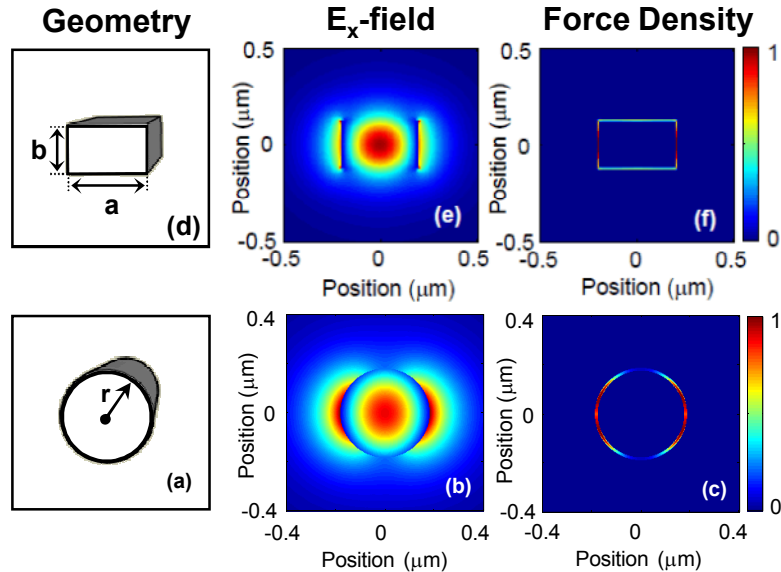 Geometry
Eₓ-field
Force Density
b
a
(d)
0.5
0
-0.5
-0.5
0
0.5
Position (μm)
Position (μm)
(e)
0.5
0
-0.5
-0.5
0
0.5
Position (μm)
Position (μm)
(f)
1
0
r
(a)
0.4
0
-0.4
-0.4
0
0.4
Position (μm)
Position (μm)
(b)
0.4
0
-0.4
-0.4
0
0.4
Position (μm)
Position (μm)
(c)
1
0